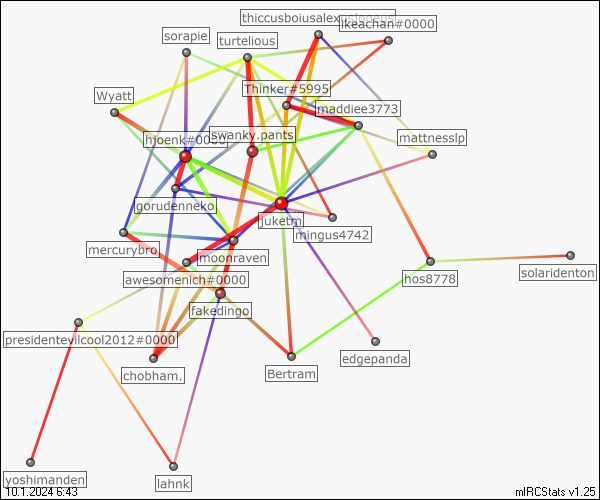 thiccusboiusalex
ikeachan#0000
sorapie
turtelious
Thinker#5995
Wyatt
maddiee3773
swanky.pants
hjoenk#0000
mattnesslp
gorudenneko
juketm
mingus4742
mercurybro
moonraven
awesomenich#0000
hos8778
solaridenton
fakedingo
presidentevilcool2012#0000
edgepanda
chobham.
Bertram
yoshimanden
lahnk
10.1.2024 6:43
mIRCStats v1.25